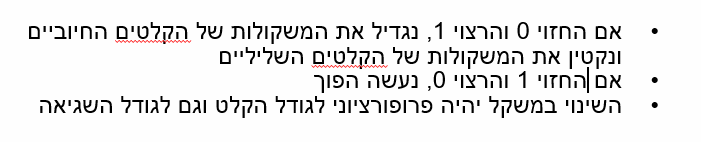 • אם החזוי 0 והרצוי 1, נגדיל את המשקולות של הקלטים החיוביים
ונקטין את המשקולות של הקלטים השליליים
• אם החזוי 1 והרצוי 0, נעשה הפוך
• השינוי במשקל יהיה פרופורציוני לגודל הקלט וגם לגודל השגיאה